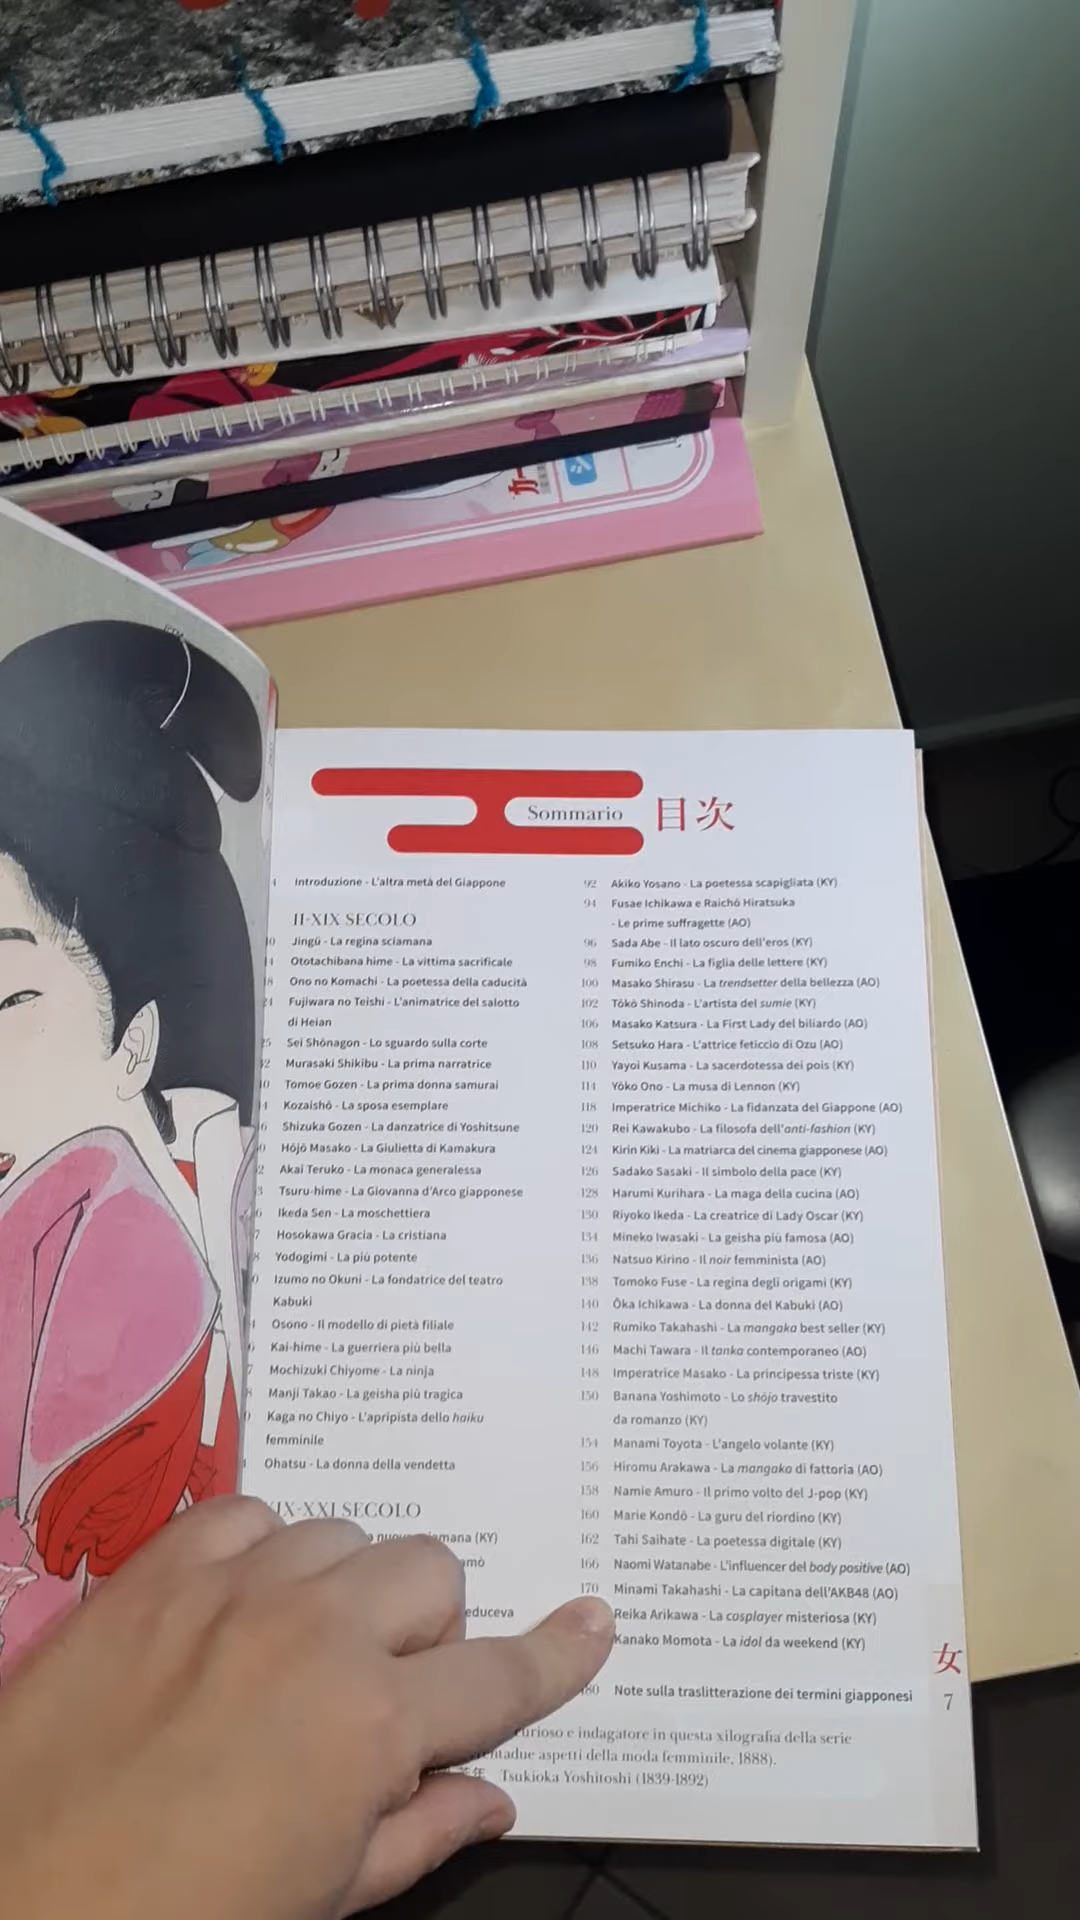 Sommario 目次
Introduzione - L'altra metà del Giappone
II-XIX SECOLO
Jingū - La regina sciamana
Ototachibana hime - La vittima sacrificale
Ono no Komachi - La poetessa della caducità
Fujiwara no Teishi - L'animatrice del salotto
di Heian
Sei Shōnagon - Lo sguardo sulla corte
Murasaki Shikibu - La prima narratrice
Tomoe Gozen - La prima donna samurai
Kozaishō - La sposa esemplare
Shizuka Gozen - La danzatrice di Yoshitsune
Hōjō Masako - La Giulietta di Kamakura
Akai Teruko - La monaca generalessa
Tsuru-hime - La Giovanna d'Arco giapponese
Ikeda Sen - La moschettiera
Hosokawa Gracia - La cristiana
Yodogimi - La più potente
Izumo no Okuni - La fondatrice del teatro
Kabuki
Osono - Il modello di pietà filiale
Kai-hime - La guerriera più bella
Mochizuki Chiyome - La ninja
Manji Takao - La geisha più tragica
Kaga no Chiyo - L'apripista dello haiku
femminile
Ohatsu - La donna della vendetta
XIX-XXI SECOLO
(KY)
92 Akiko Yosano - La poetessa scapigliata (KY)
94 Fusae Ichikawa e Raichō Hiratsuka
- Le prime suffragette (AO)
96 Sada Abe - Il lato oscuro dell'eros (KY)
98 Fumiko Enchi - La figlia delle lettere (KY)
100 Masako Shirasu - La trendsetter della bellezza (AO)
102 Tōkō Shinoda - L'artista del sumie (KY)
106 Masako Katsura - La First Lady del biliardo (AO)
108 Setsuko Hara - L'attrice feticcio di Ozu (AO)
110 Yayoi Kusama - La sacerdotessa dei pois (KY)
114 Yōko Ono - La musa di Lennon (KY)
118 Imperatrice Michiko - La fidanzata del Giappone (AO)
120 Rei Kawakubo - La filosofa dell'anti-fashion (KY)
124 Kirin Kiki - La matriarca del cinema giapponese (AO)
126 Sadako Sasaki - Il simbolo della pace (KY)
128 Harumi Kurihara - La maga della cucina (AO)
130 Riyoko Ikeda - La creatrice di Lady Oscar (KY)
134 Mineko Iwasaki - La geisha più famosa (AO)
136 Natsuo Kirino - Il noir femminista (AO)
138 Tomoko Fuse - La regina degli origami (KY)
140 Ōka Ichikawa - La donna del Kabuki (AO)
142 Rumiko Takahashi - La mangaka best seller (KY)
146 Machi Tawara - Il tanka contemporaneo (AO)
148 Imperatrice Masako - La principessa triste (KY)
150 Banana Yoshimoto - Lo shōjo travestito
da romanzo (KY)
154 Manami Toyota - L'angelo volante (KY)
156 Hiromu Arakawa - La mangaka di fattoria (AO)
158 Namie Amuro - Il primo volto del J-pop (KY)
160 Marie Kondō - La guru del riordino (KY)
162 Tahi Saihate - La poetessa digitale (KY)
166 Naomi Watanabe - L'influencer del body positive (AO)
170 Minami Takahashi - La capitana dell'AKB48 (AO)
Reika Arikawa - La cosplayer misteriosa (KY)
Kanako Momota - La idol da weekend (KY)
Note sulla traslitterazione dei termini giapponesi
女
7
curioso e indagatore in questa xilografia della serie
aspetti della moda femminile, 1888).
Tsukioka Yoshitoshi (1839-1892)